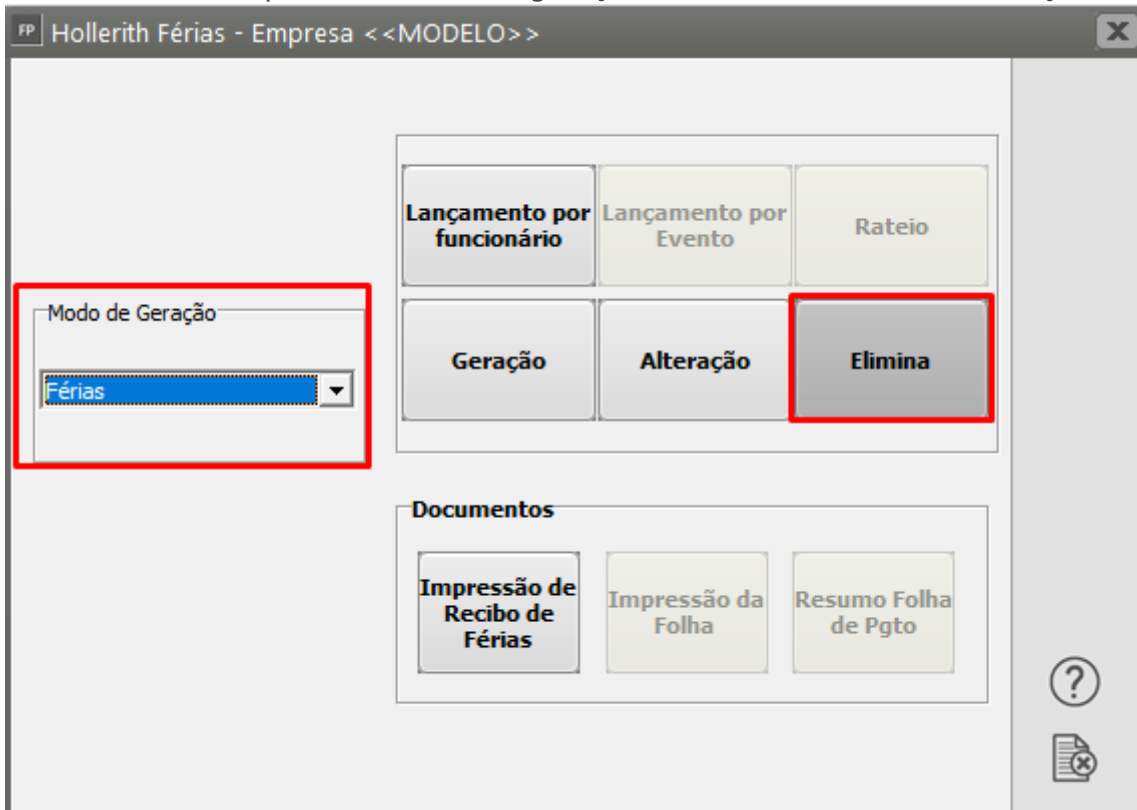 FP Hollerith Férias - Empresa <<MODELO>>
Lançamento por
funcionário
Lançamento por
Evento
Rateio
Modo de Geração
Férias
Geração
Alteração
Elimina
Documentos
Impressão de
Recibo de
Férias
Impressão da
Folha
Resumo Folha
de Pgto
?